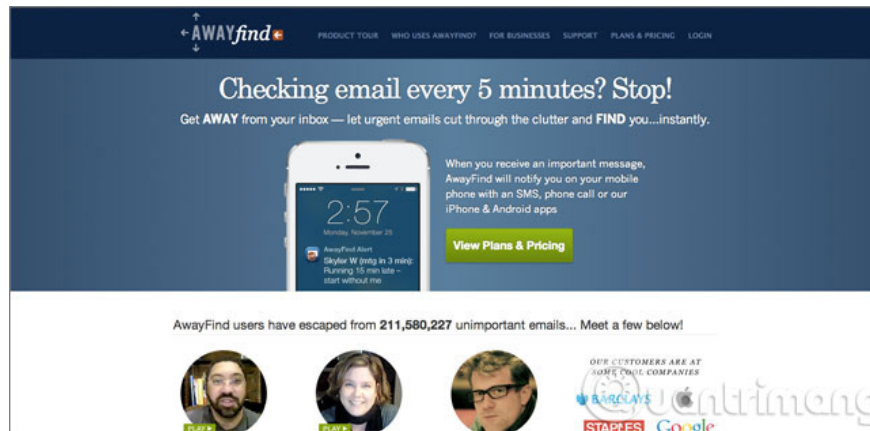 AWAYfind
PRODUCT TOUR WHO USES AWAYFIND? FOR BUSINESSES SUPPORT PLANS & PRICING LOGIN
Checking email every 5 minutes? Stop!
Get AWAY from your inbox — let urgent emails cut through the clutter and FIND you...instantly.
When you receive an important message,
AwayFind will notify you on your mobile
phone with an SMS, phone call or our
iPhone & Android apps
View Plans & Pricing
2:57
Monday, November 25
AwayFind Alert
Skyler W (mtg in 3 min):
Running 15 min late –
start without me
AwayFind users have escaped from 211,580,227 unimportant emails... Meet a few below!
PLAY
PLAY
OUR CUSTOMERS ARE AT
SOME COOL COMPANIES
BARCLAYS
STAPLES Google
Quantrimang